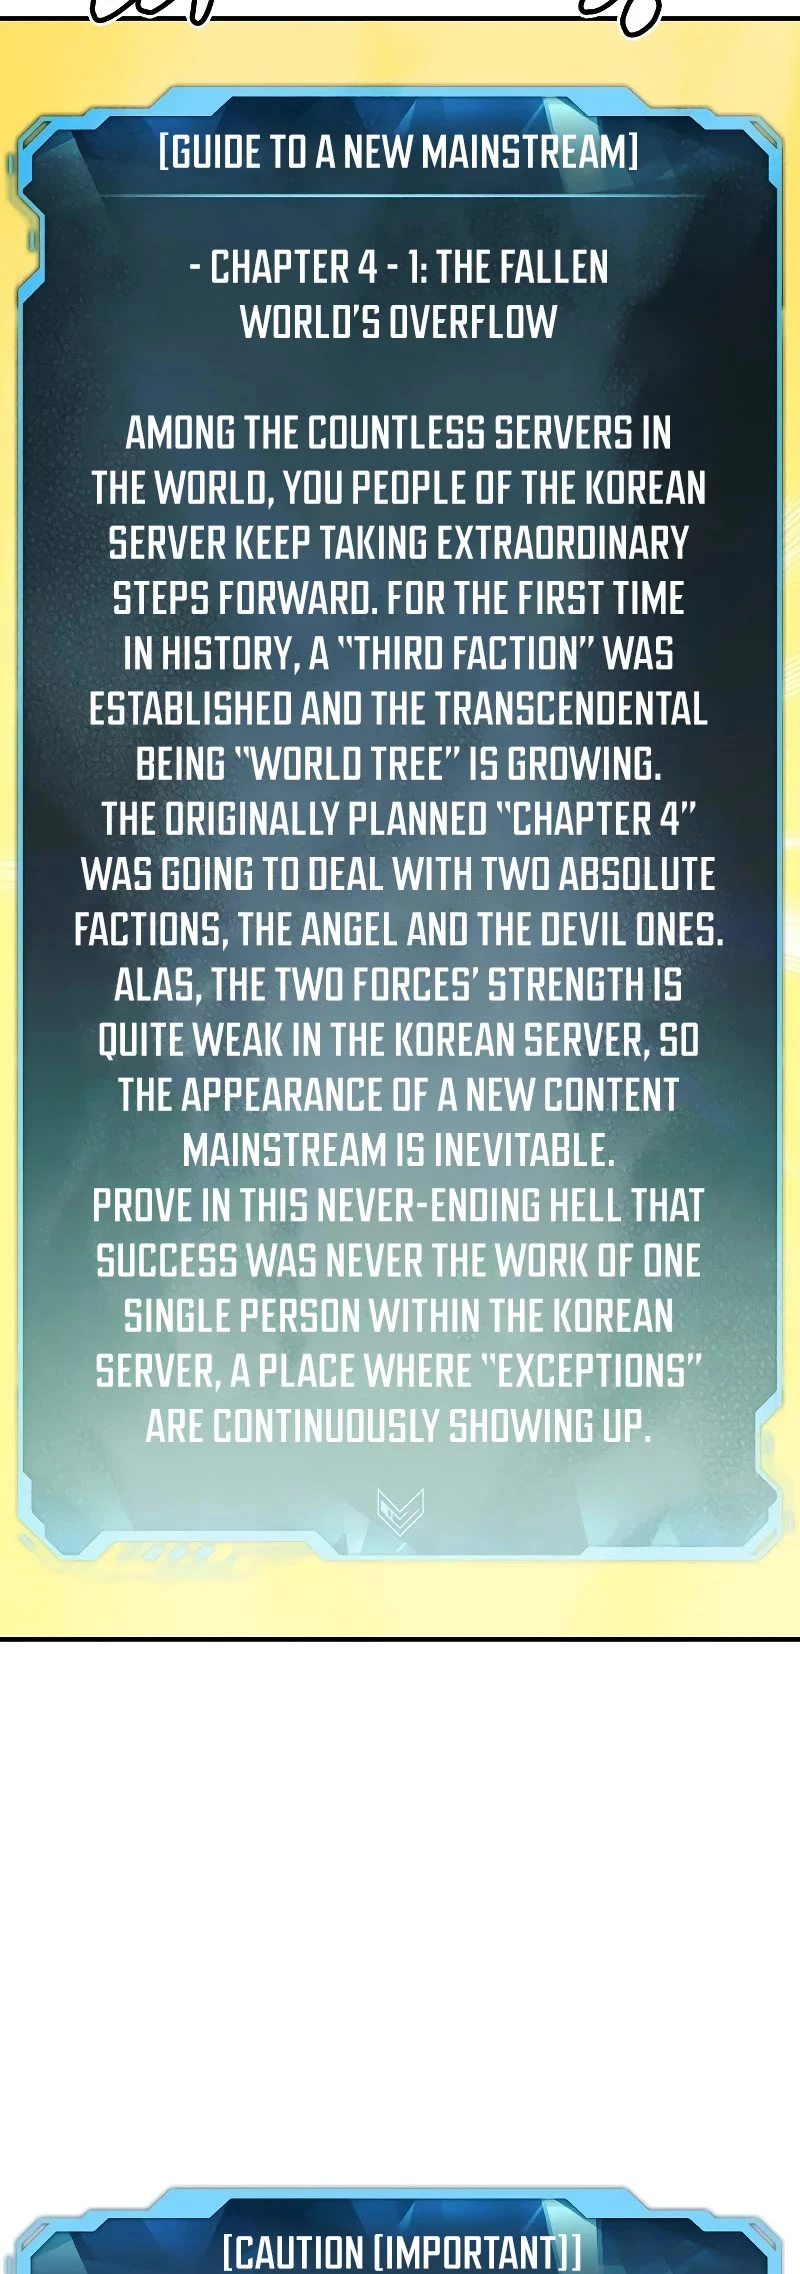 [GUIDE TO A NEW MAINSTREAM]
- CHAPTER 4 - 1: THE FALLEN
WORLD'S OVERFLOW
AMONG THE COUNTLESS SERVERS IN
THE WORLD, YOU PEOPLE OF THE KOREAN
SERVER KEEP TAKING EXTRAORDINARY
STEPS FORWARD. FOR THE FIRST TIME
IN HISTORY, A "THIRD FACTION" WAS
ESTABLISHED AND THE TRANSCENDENTAL
BEING "WORLD TREE" IS GROWING.
THE ORIGINALLY PLANNED "CHAPTER 4"
WAS GOING TO DEAL WITH TWO ABSOLUTE
FACTIONS, THE ANGEL AND THE DEVIL ONES.
ALAS, THE TWO FORCES' STRENGTH IS
QUITE WEAK IN THE KOREAN SERVER, SO
THE APPEARANCE OF A NEW CONTENT
MAINSTREAM IS INEVITABLE.
PROVE IN THIS NEVER-ENDING HELL THAT
SUCCESS WAS NEVER THE WORK OF ONE
SINGLE PERSON WITHIN THE KOREAN
SERVER, A PLACE WHERE "EXCEPTIONS"
ARE CONTINUOUSLY SHOWING UP.
[CAUTION [IMPORTANT]]